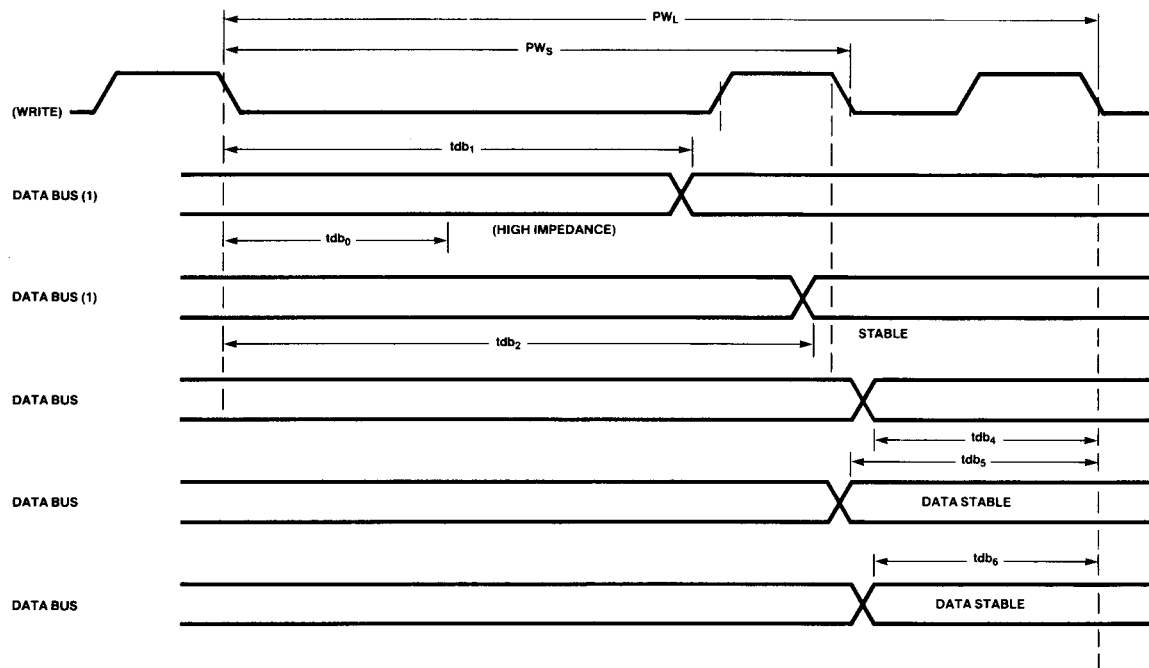 PWL
PWS
(WRITE)
tdb1
DATA BUS (1)
(HIGH IMPEDANCE)
tdb0
DATA BUS (1)
STABLE
tdb2
DATA BUS
tdb4
tdb5
DATA BUS
DATA STABLE
tdb6
DATA BUS
DATA STABLE